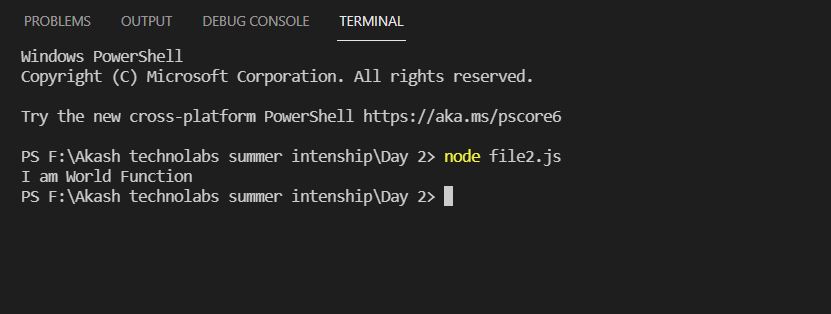 PROBLEMS OUTPUT DEBUG CONSOLE TERMINAL
Windows PowerShell
Copyright (C) Microsoft Corporation. All rights reserved.
Try the new cross-platform PowerShell https://aka.ms/pscore6
PS F:\Akash technolabs summer intenship\Day 2> node file2.js
I am World Function
PS F:\Akash technolabs summer intenship\Day 2>